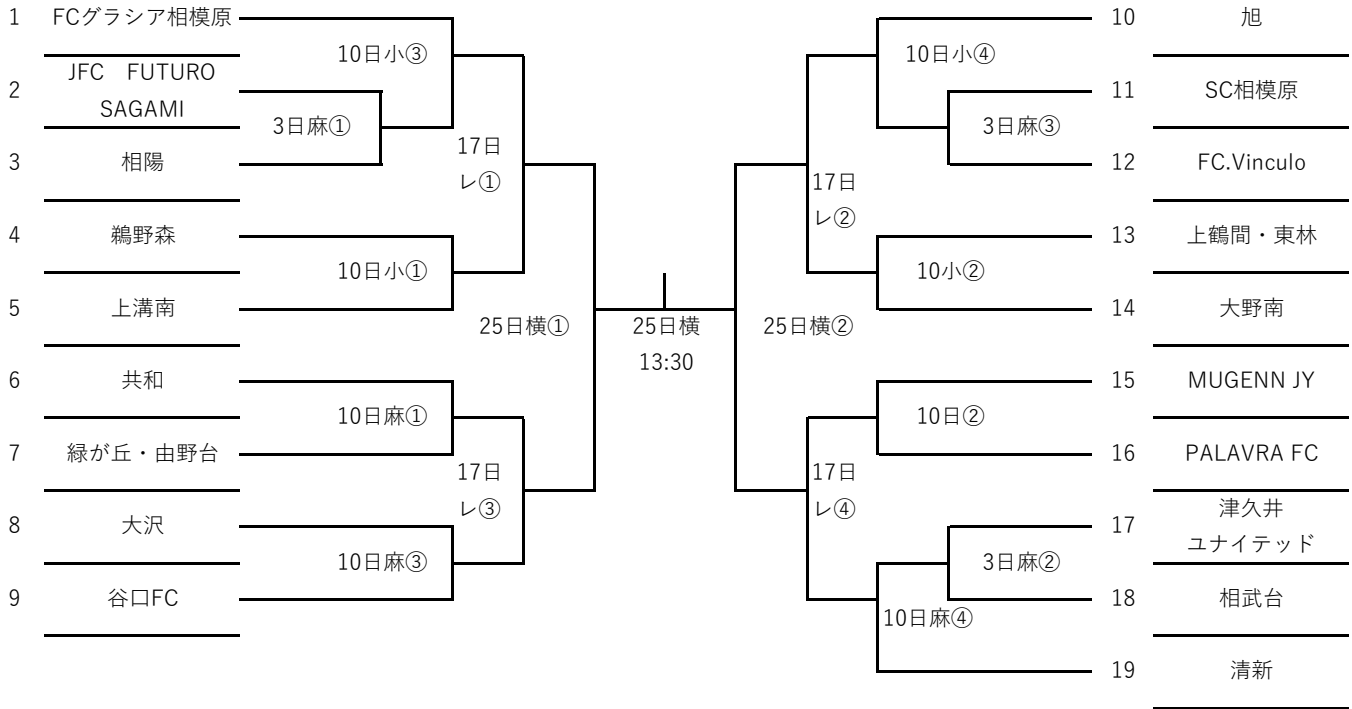 1 FCグラシア相模原
10日小③
2 JFC FUTURO
SAGAMI
3日麻①
3 相陽
17日
レ①
4 鵜野森
10日小①
5 上溝南
25日横①
6 共和
10日麻①
7 緑が丘・由野台
17日
レ③
8 大沢
10日麻③
9 谷口FC
25日横
13:30
10 旭
10日小④
11 SC相模原
3日麻③
12 FC.Vinculo
17日
レ②
13 上鶴間・東林
10小②
14 大野南
25日横②
15 MUGENN JY
10日②
16 PALAVRA FC
17日
レ④
17 津久井
ユナイテッド
3日麻②
18 相武台
10日麻④
19 清新